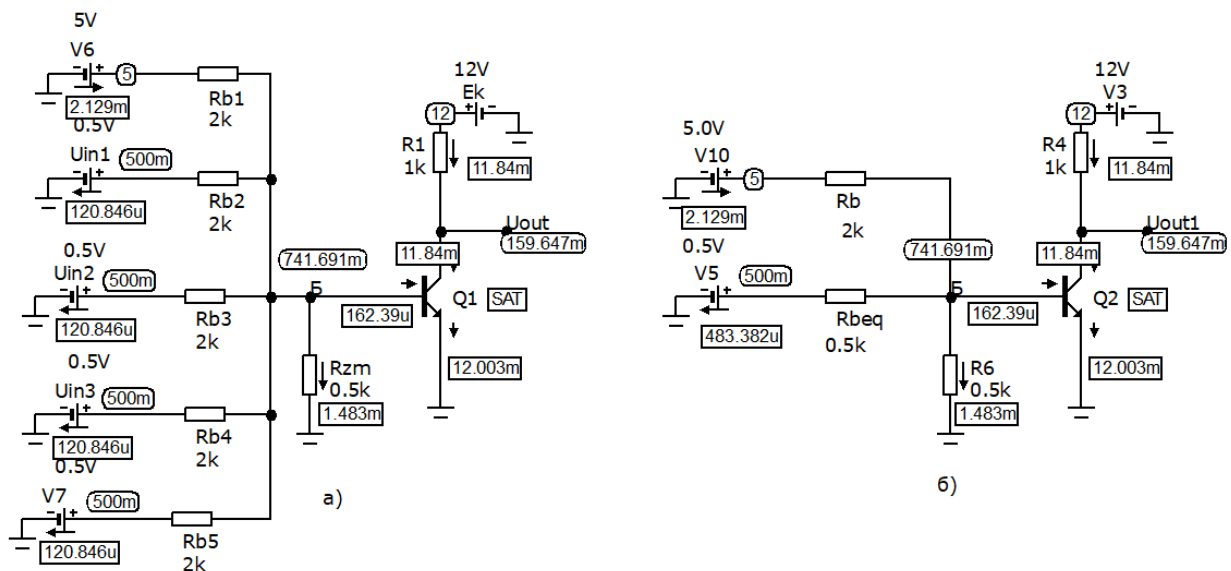 5V
V6
5
2.129m
Rb1
2k
0.5V
Uin1
500m
120.846u
Rb2
2k
0.5V
Uin2
500m
120.846u
Rb3
2k
0.5V
Uin3
500m
120.846u
Rb4
2k
0.5V
V7
500m
120.846u
Rb5
2k
741.691m
Б
162.39u
Rzm
0.5k
1.483m
12V
Ek
12
R1
1k
11.84m
Uout
159.647m
11.84m
Q1
SAT
12.003m
а)
5.0V
V10
5
2.129m
Rb
2k
0.5V
V5
500m
483.382u
Rbeq
0.5k
741.691m
Б
162.39u
R6
0.5k
1.483m
12V
V3
12
R4
1k
11.84m
Uout1
159.647m
11.84m
Q2
SAT
12.003m
б)